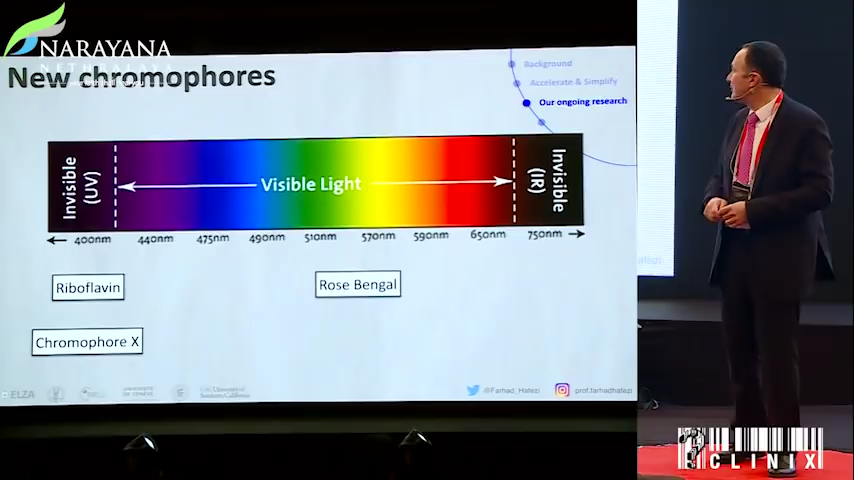 NARAYANA
NETHRALAYA
New chromophores
Background
Accelerate & Simplify
Our ongoing research
Invisible
(UV)
Visible Light
Invisible
(IR)
400nm 440nm 475nm 490nm 510nm 570nm 590nm 650nm 750nm
Riboflavin
Rose Bengal
Chromophore X
ELZA
@Farhad_Hafezi
prof.farhadhafezi
CLINIX